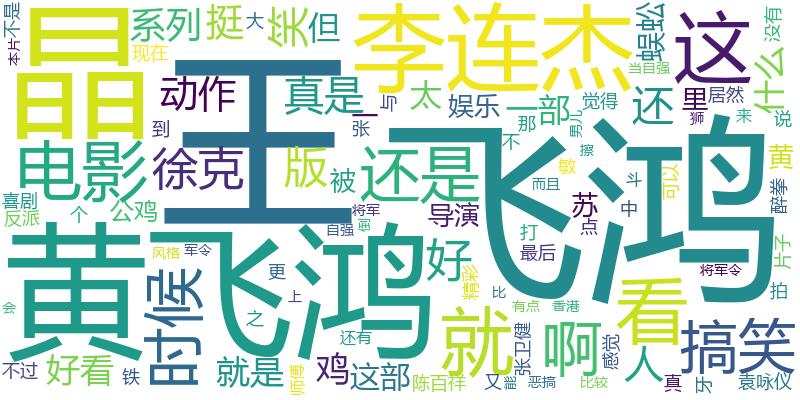 不是
本片
晶
系列
挺
大
现在
笑
但
李连杰
蜈蚣
这
没有
当自强
什么
王
动作
真是
太
与
娱乐
一部
觉得
还
里
居然
狮
来
说
到
一
张
那
不
男儿
电影
徐克
版
被
还是
飞鸿
擦
敏
而且
可以
斗
中
黄
醉拳
喜剧
反派
个
公鸡
将军
自强
导演
苏
点
打
最后
片子
黄飞鸿
风格
军令
时候
更
上
之
好
精彩
将军令
拍
会
还有
比
有点
香港
看
搞笑
不过
好看
铁
就是
师傅
鸡
这部
陈百祥
就
又
能
张卫健
恶搞
啊
感觉
比较
人
真
牙
袁咏仪